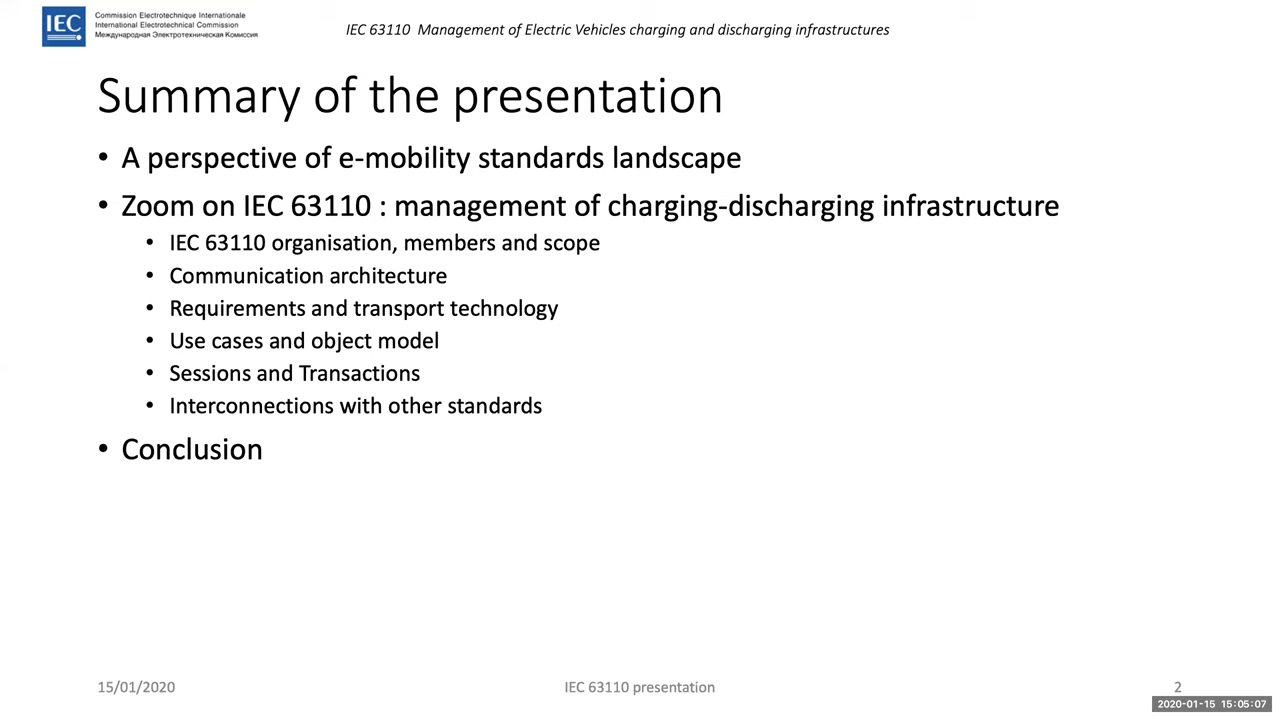 IEC
Commission Electrotechnique Internationale
International Electrotechnical Commission
Международная Электротехническая Комиссия
IEC 63110 Management of Electric Vehicles charging and discharging infrastructures
Summary of the presentation
• A perspective of e-mobility standards landscape
• Zoom on IEC 63110 : management of charging-discharging infrastructure
• IEC 63110 organisation, members and scope
• Communication architecture
• Requirements and transport technology
• Use cases and object model
• Sessions and Transactions
• Interconnections with other standards
• Conclusion
15/01/2020
IEC 63110 presentation
2
2020-01-15 15:05:07